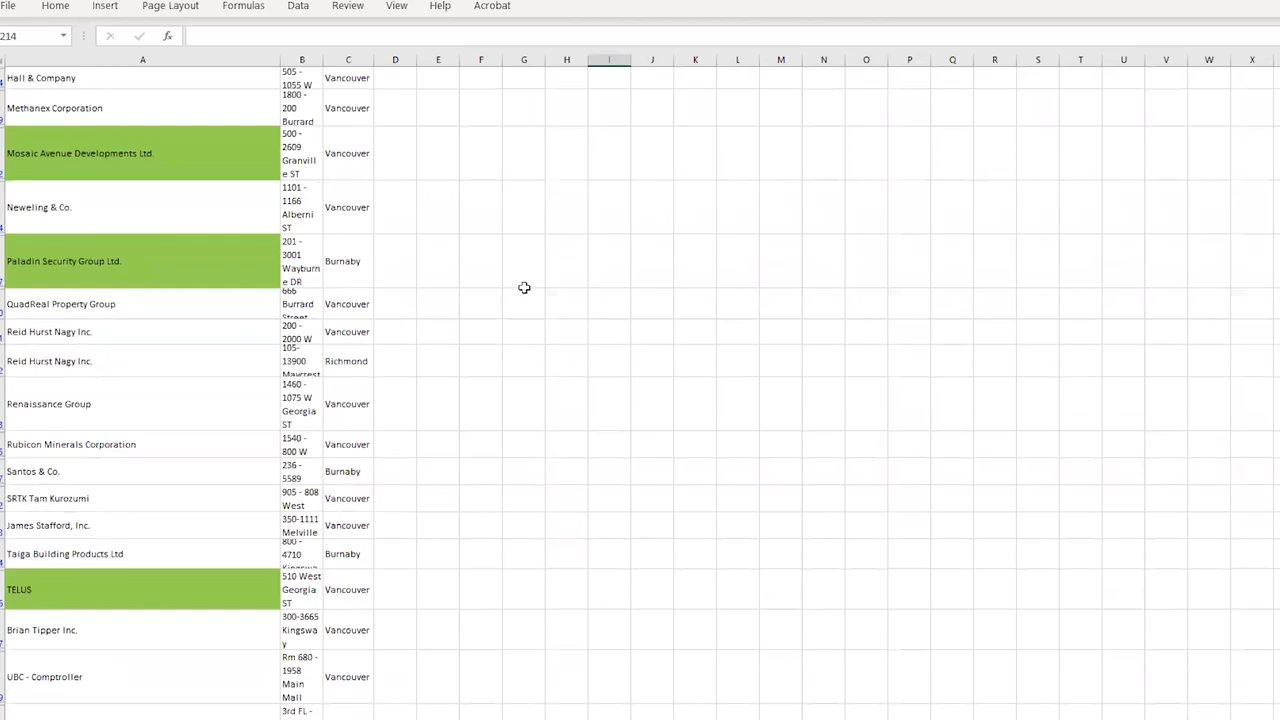 File Home Insert Page Layout Formulas Data Review View Help Acrobat
214 fx
A B C D E F G H I J K L M N O P Q R S T U V W X
Hall & Company
505 -
1055 W
Vancouver
Methanex Corporation
1800 -
200
Burrard
Vancouver
Mosaic Avenue Developments Ltd.
500 -
2609
Granvill
e ST
Vancouver
Neweling & Co.
1101 -
1166
Alberni
ST
Vancouver
Paladin Security Group Ltd.
201 -
3001
Wayburn
e DR
Burnaby
QuadReal Property Group
666
Burrard
Street
Vancouver
Reid Hurst Nagy Inc.
200 -
2000 W
Vancouver
Reid Hurst Nagy Inc.
105-
13900
Maycrest
Richmond
Renaissance Group
1460 -
1075 W
Georgia
ST
Vancouver
Rubicon Minerals Corporation
1540 -
800 W
Vancouver
Santos & Co.
236 -
5589
Burnaby
SRTK Tam Kurozumi
905 - 808
West
Vancouver
James Stafford, Inc.
350-1111
Melville
Vancouver
Taiga Building Products Ltd
800 -
4710
Kingsway
Burnaby
TELUS
510 West
Georgia
ST
Vancouver
Brian Tipper Inc.
300-3665
Kingswa
y
Vancouver
UBC - Comptroller
Rm 680 -
1958
Main
Mall
Vancouver
3rd FL -